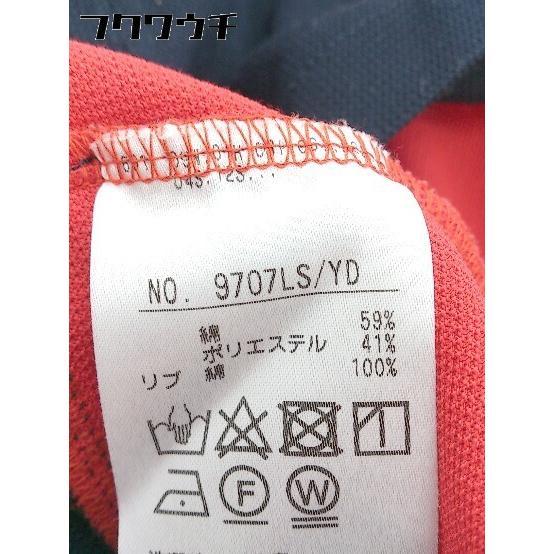 フクワウチ
NO. 9707LS/YD
綿 59%
ポリエステル 41%
リブ 綿 100%
F W